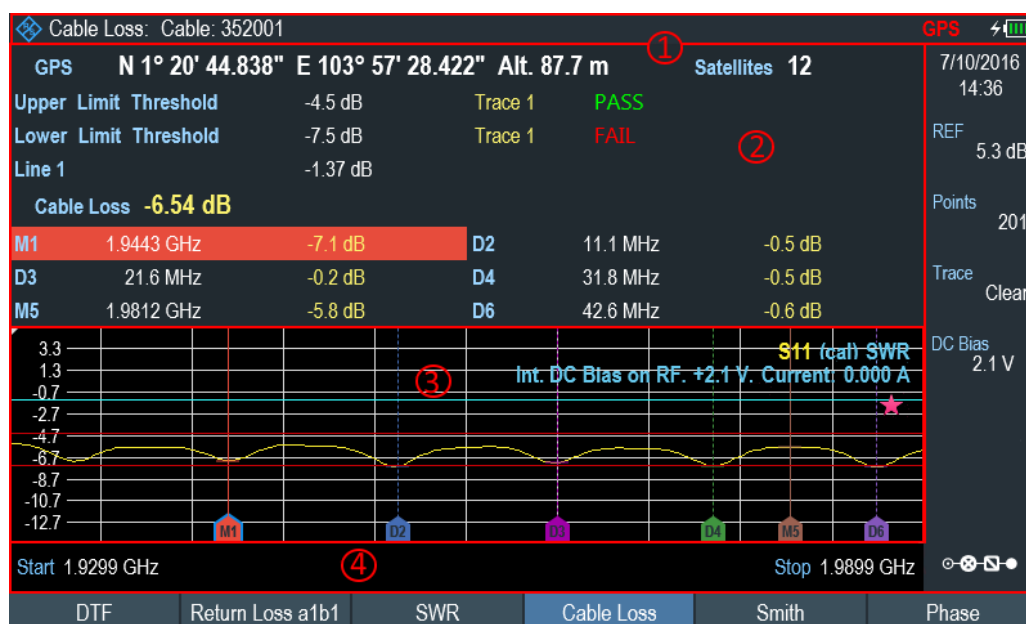 Cable Loss: Cable: 352001 GPS
①
GPS N 1° 20' 44.838" E 103° 57' 28.422" Alt. 87.7 m Satellites 12
7/10/2016
14:36
Upper Limit Threshold -4.5 dB Trace 1 PASS
Lower Limit Threshold -7.5 dB Trace 1 FAIL
②
Line 1 -1.37 dB
Cable Loss -6.54 dB
REF
5.3 dB
Points
201
Trace
Clear
DC Bias
2.1 V
M1 1.9443 GHz -7.1 dB D2 11.1 MHz -0.5 dB
D3 21.6 MHz -0.2 dB D4 31.8 MHz -0.5 dB
M5 1.9812 GHz -5.8 dB D6 42.6 MHz -0.6 dB
S11 (cal) SWR
Int. DC Bias on RF. +2.1 V. Current: 0.000 A
③
3.3
1.3
-0.7
-2.7
-4.7
-6.7
-8.7
-10.7
-12.7
M1 D2 D3 D4 M5 D6
④
Start 1.9299 GHz Stop 1.9899 GHz
DTF Return Loss a1b1 SWR Cable Loss Smith Phase